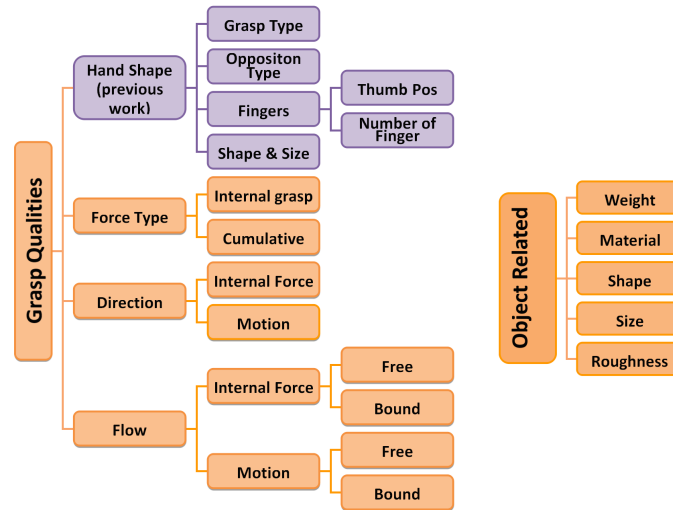 Grasp Qualities
Hand Shape
(previous
work)
Grasp Type
Oppositon
Type
Fingers
Thumb Pos
Number of
Finger
Shape & Size
Force Type
Internal grasp
Cumulative
Direction
Internal Force
Motion
Flow
Internal Force
Free
Bound
Motion
Free
Bound
Object Related
Weight
Material
Shape
Size
Roughness